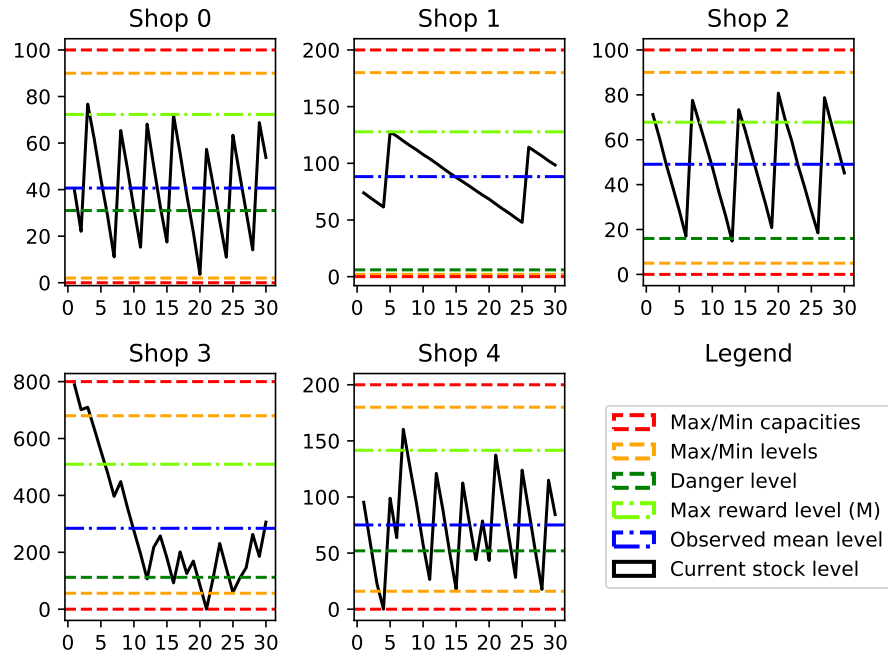 Shop 0
Shop 1
Shop 2
100
80
60
40
20
0
0 5 10 15 20 25 30
200
150
100
50
0
0 5 10 15 20 25 30
100
80
60
40
20
0
0 5 10 15 20 25 30
Shop 3
Shop 4
Legend
800
600
400
200
0
0 5 10 15 20 25 30
200
150
100
50
0
0 5 10 15 20 25 30
Max/Min capacities
Max/Min levels
Danger level
Max reward level (M)
Observed mean level
Current stock level